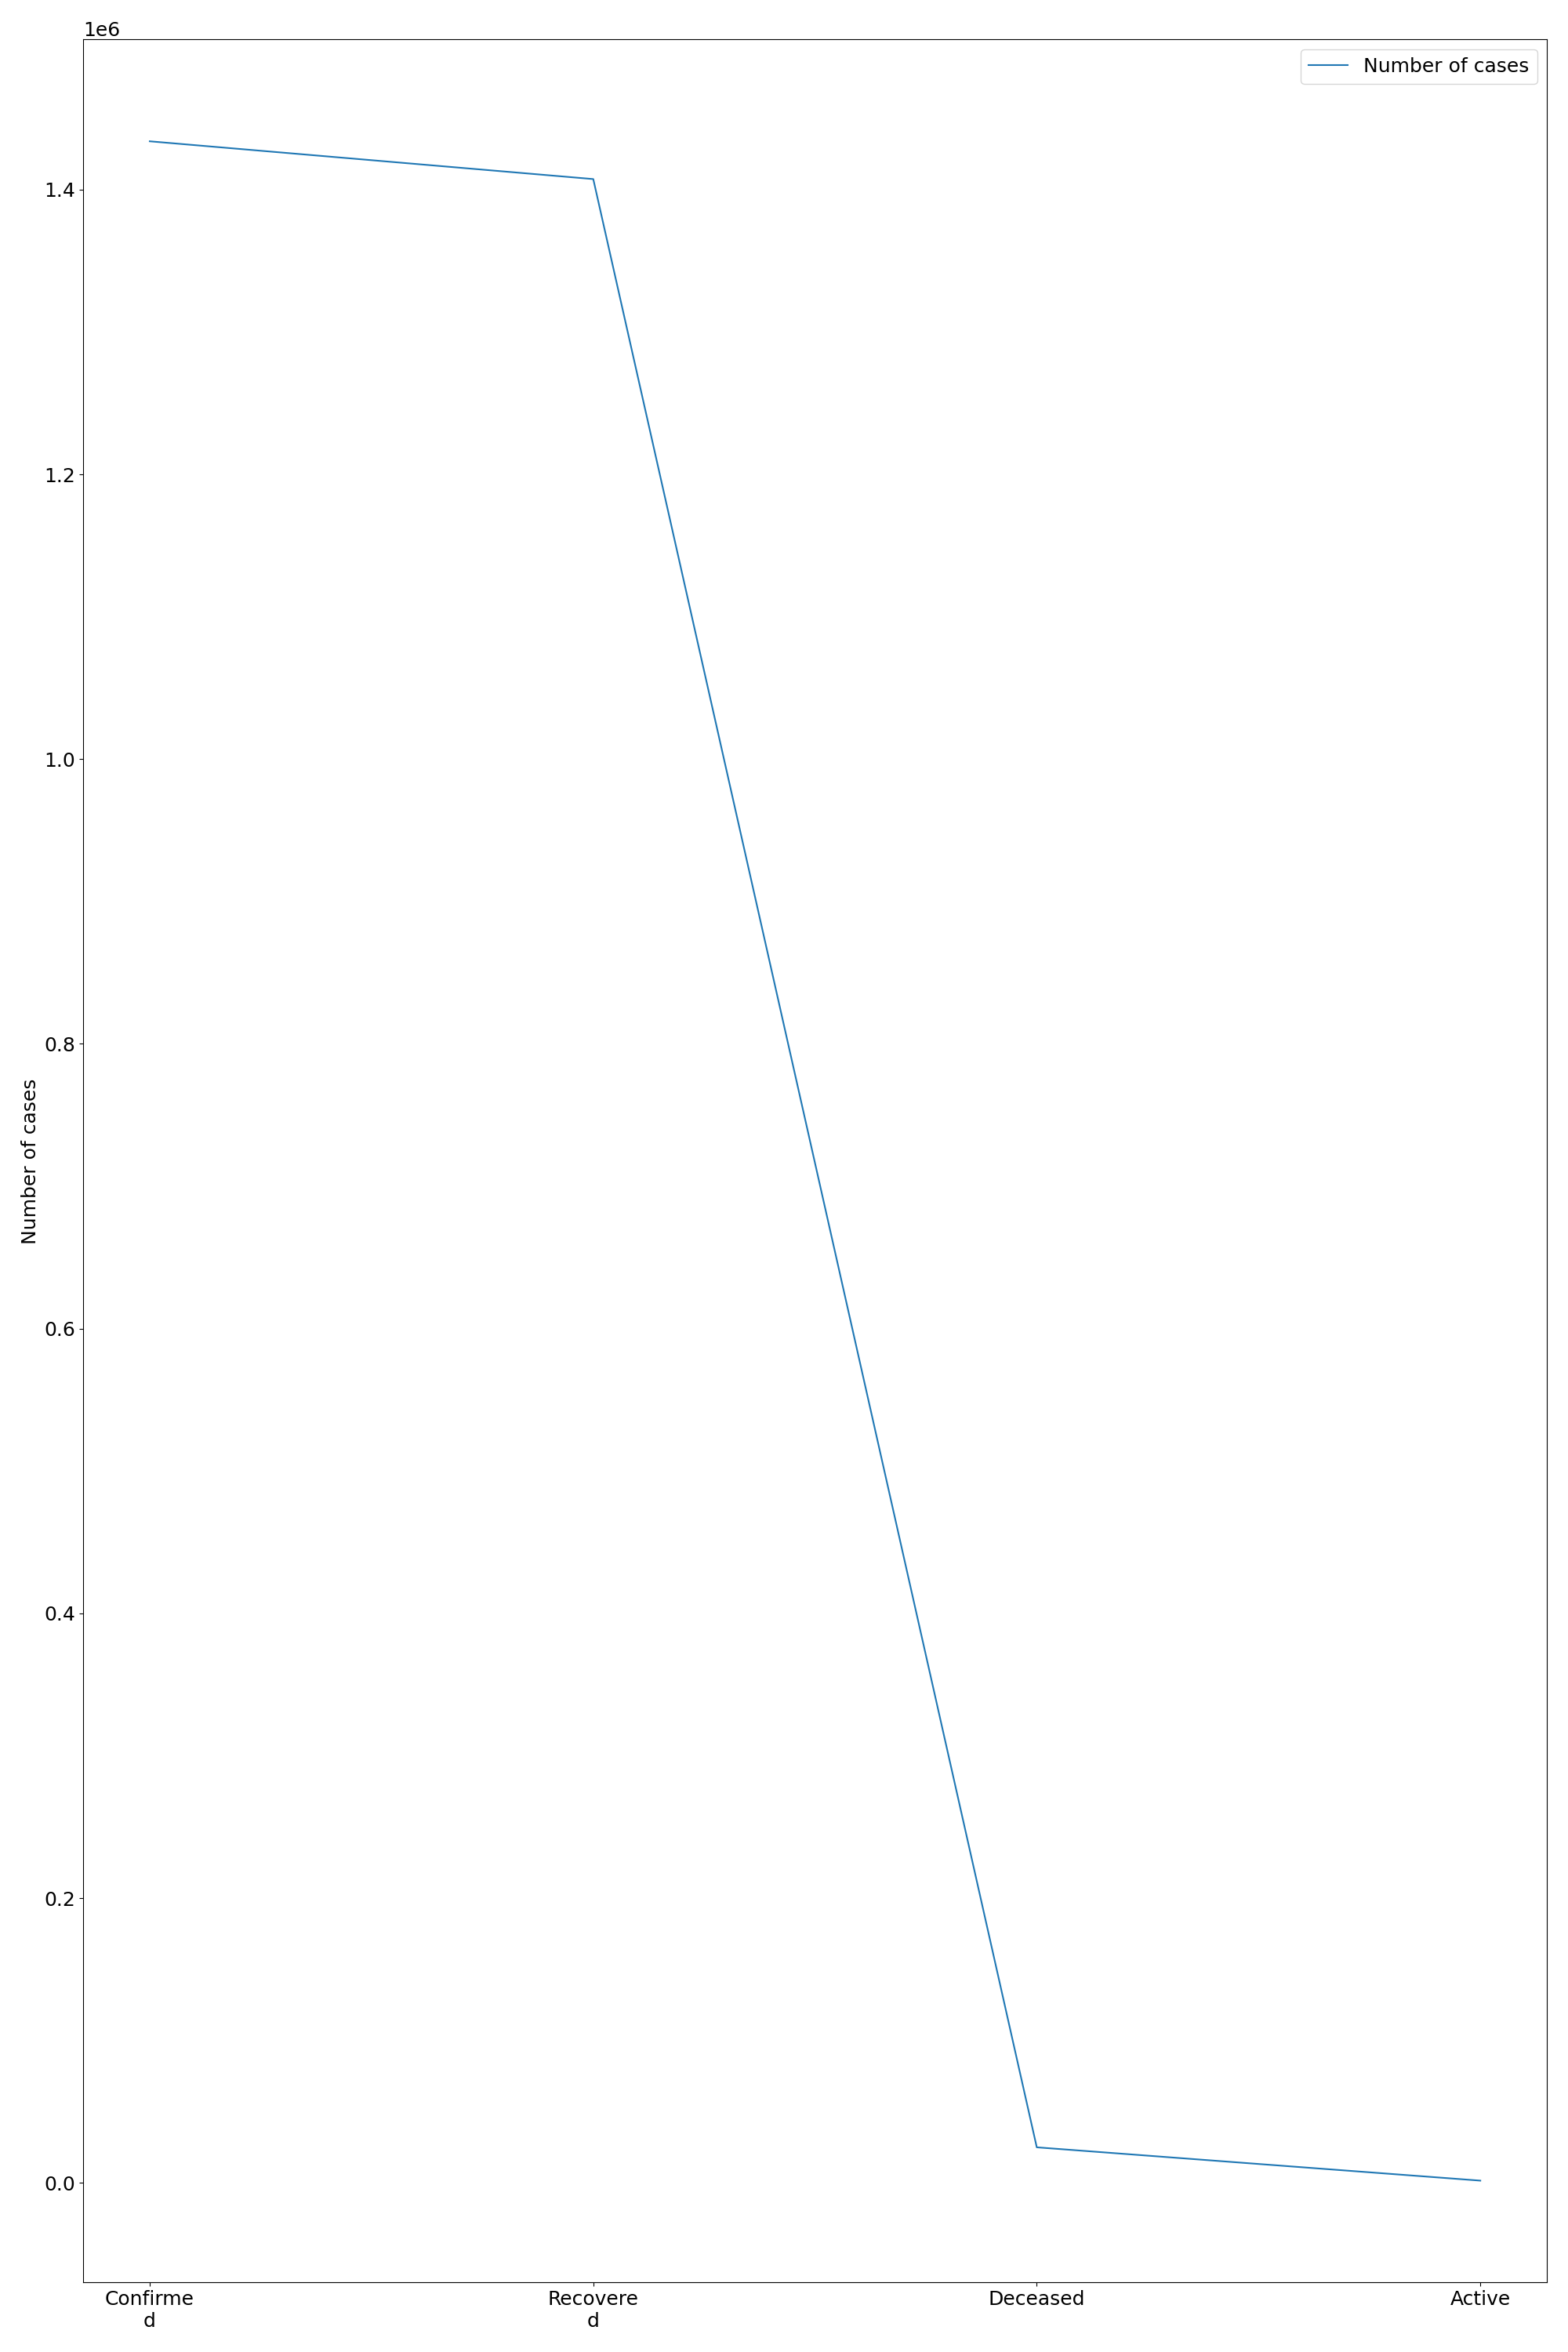 1e6
Number of cases
1.4
1.2
1.0
0.8
0.6
0.4
0.2
0.0
Number of cases
Confirme
d
Recovere
d
Deceased
Active